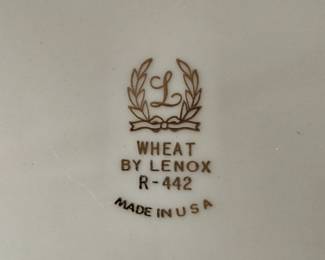 L
WHEAT
BY LENOX
R-442
MADE IN USA